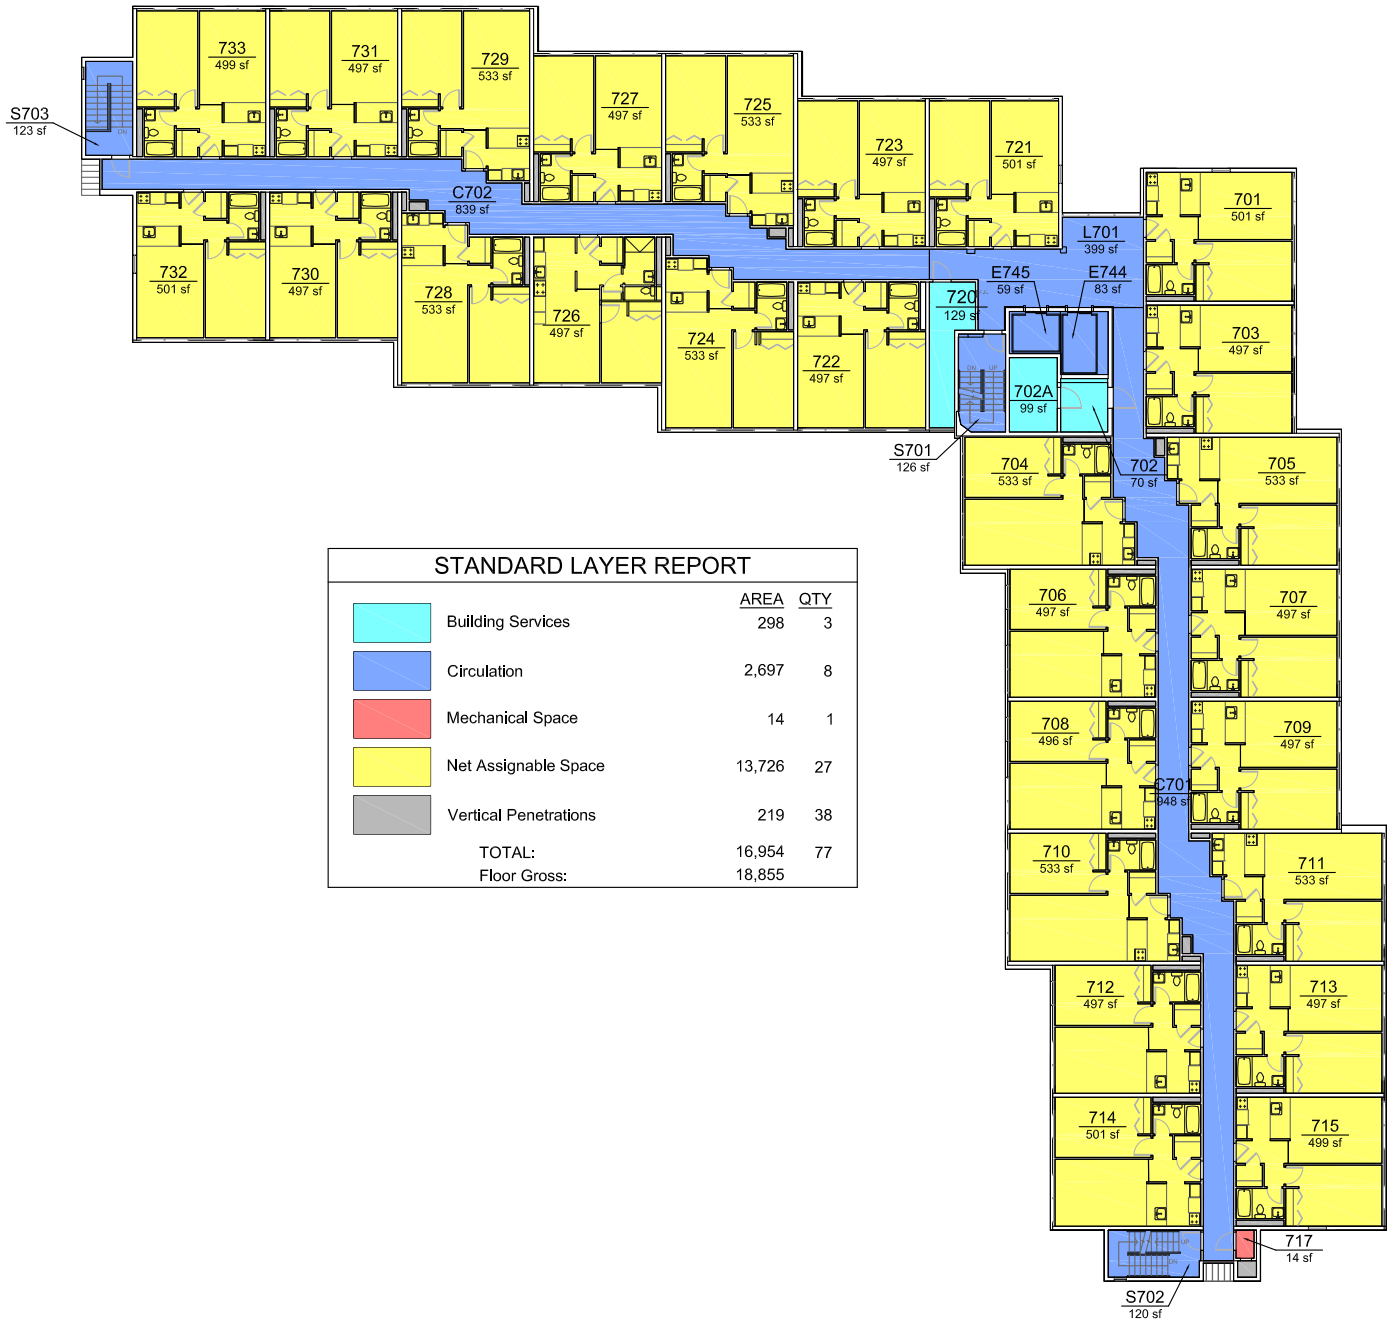 733
499 sf
731
497 sf
729
533 sf
727
497 sf
725
533 sf
723
497 sf
721
501 sf
S703
123 sf
DN
C702
839 sf
701
501 sf
L701
399 sf
E745
59 sf
E744
83 sf
732
501 sf
730
497 sf
728
533 sf
726
497 sf
724
533 sf
722
497 sf
720
129 sf
703
497 sf
DN UP
702A
99 sf
S701
126 sf
704
533 sf
702
70 sf
705
533 sf
706
497 sf
707
497 sf
708
496 sf
709
497 sf
C701
948 sf
710
533 sf
711
533 sf
712
497 sf
713
497 sf
714
501 sf
715
499 sf
UP
DN
717
14 sf
S702
120 sf
STANDARD LAYER REPORT
AREA QTY
Building Services 298 3
Circulation 2,697 8
Mechanical Space 14 1
Net Assignable Space 13,726 27
Vertical Penetrations 219 38
TOTAL: 16,954 77
Floor Gross: 18,855